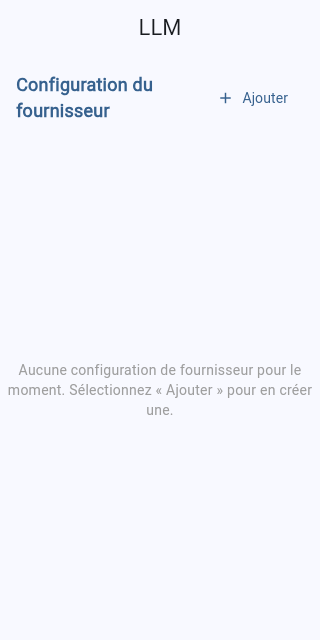 LLM
Configuration du
fournisseur
+ Ajouter
Aucune configuration de fournisseur pour le
moment. Sélectionnez « Ajouter » pour en créer
une.